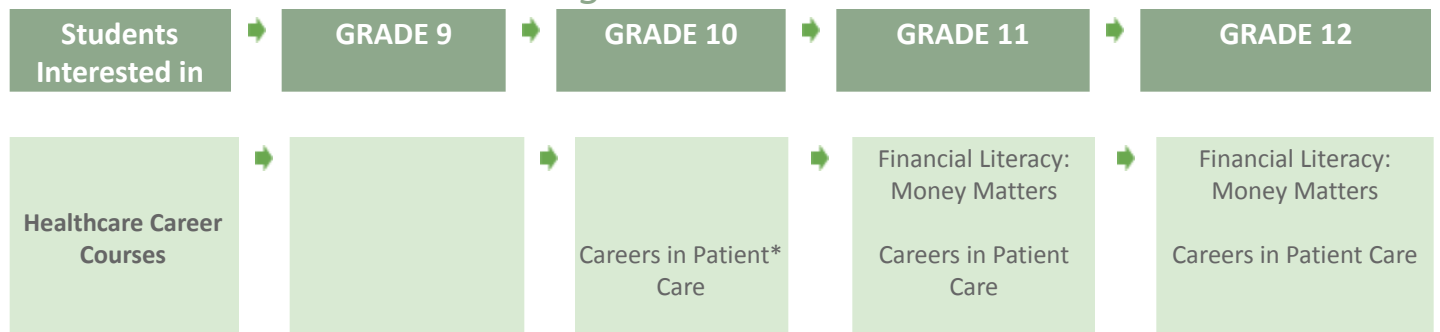 Students
Interested in
GRADE 9
GRADE 10
GRADE 11
GRADE 12
Healthcare Career
Courses
Careers in Patient*
Care
Financial Literacy:
Money Matters
Careers in Patient
Care
Financial Literacy:
Money Matters
Careers in Patient Care